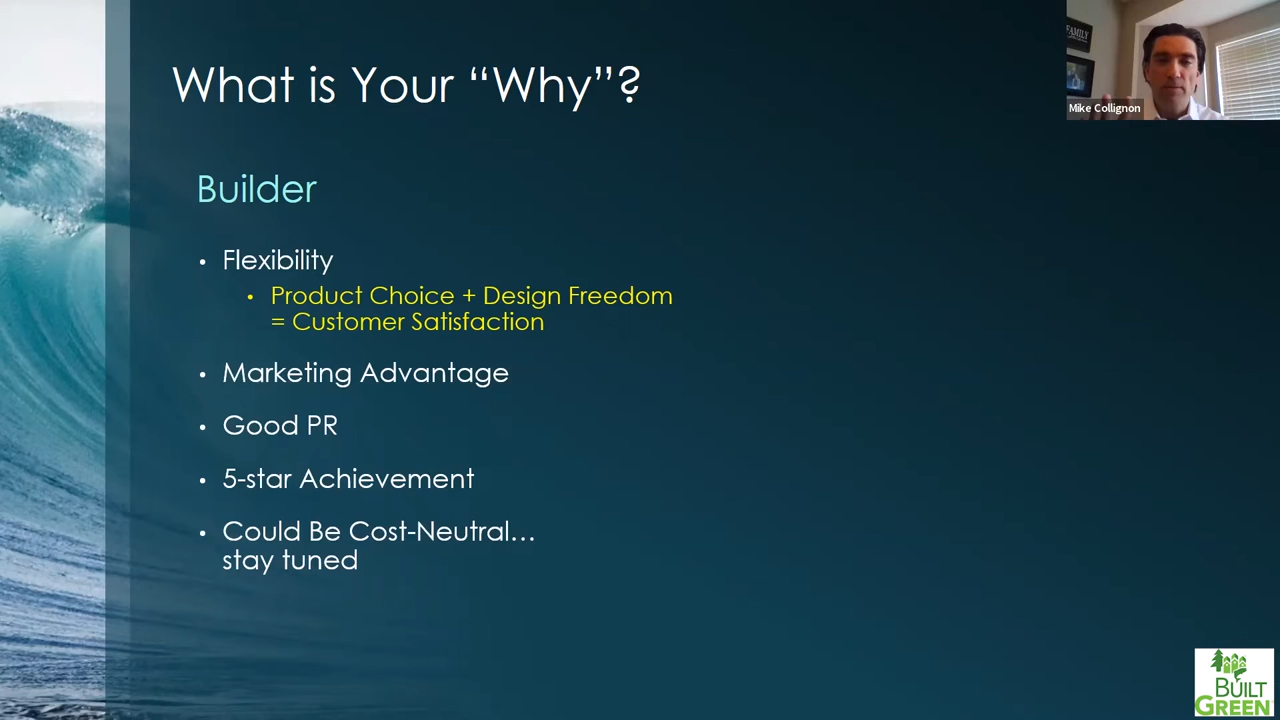 What is Your “Why”?
FAMILY
Mike Collignon
Builder
• Flexibility
• Product Choice + Design Freedom
= Customer Satisfaction
• Marketing Advantage
• Good PR
• 5-star Achievement
• Could Be Cost-Neutral…
stay tuned
BUILT
GREEN